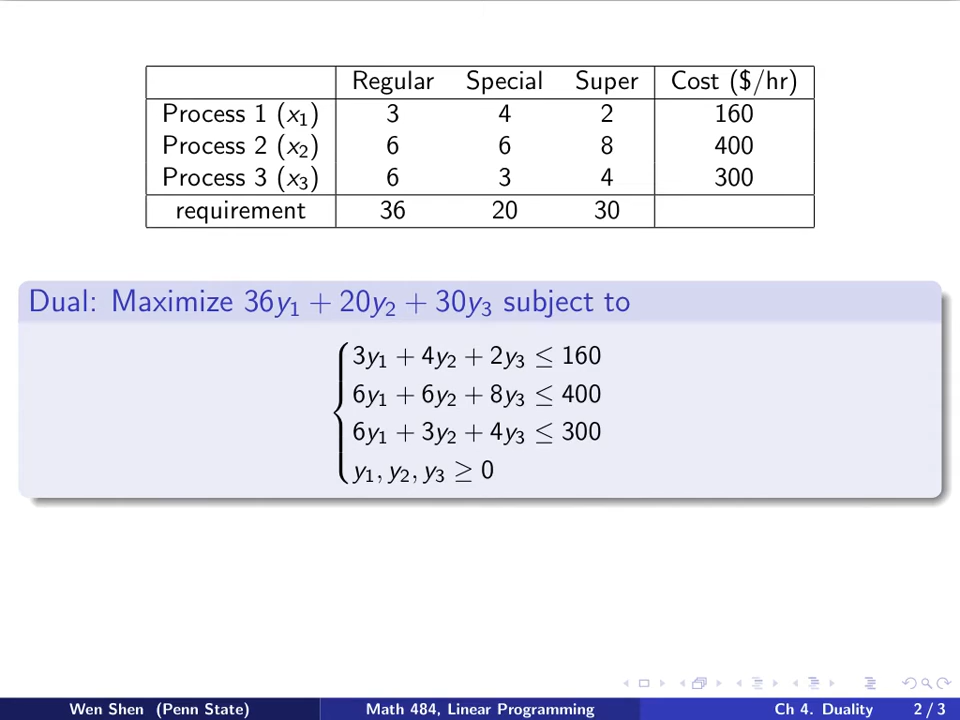 Regular Special Super Cost ($/hr)
Process 1 (x₁) 3 4 2 160
Process 2 (x₂) 6 6 8 400
Process 3 (x₃) 6 3 4 300
requirement 36 20 30
Dual: Maximize 36y₁ + 20y₂ + 30y₃ subject to
3y₁ + 4y₂ + 2y₃ ≤ 160
6y₁ + 6y₂ + 8y₃ ≤ 400
6y₁ + 3y₂ + 4y₃ ≤ 300
y₁, y₂, y₃ ≥ 0
Wen Shen (Penn State) Math 484, Linear Programming Ch 4. Duality 2 / 3